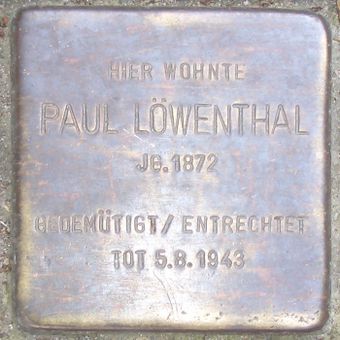 HIER WOHNTE
PAUL LÖWENTHAL
JG.1872
GEDEMÜTIGT/ ENTRECHTET
TOT 5.8.1943